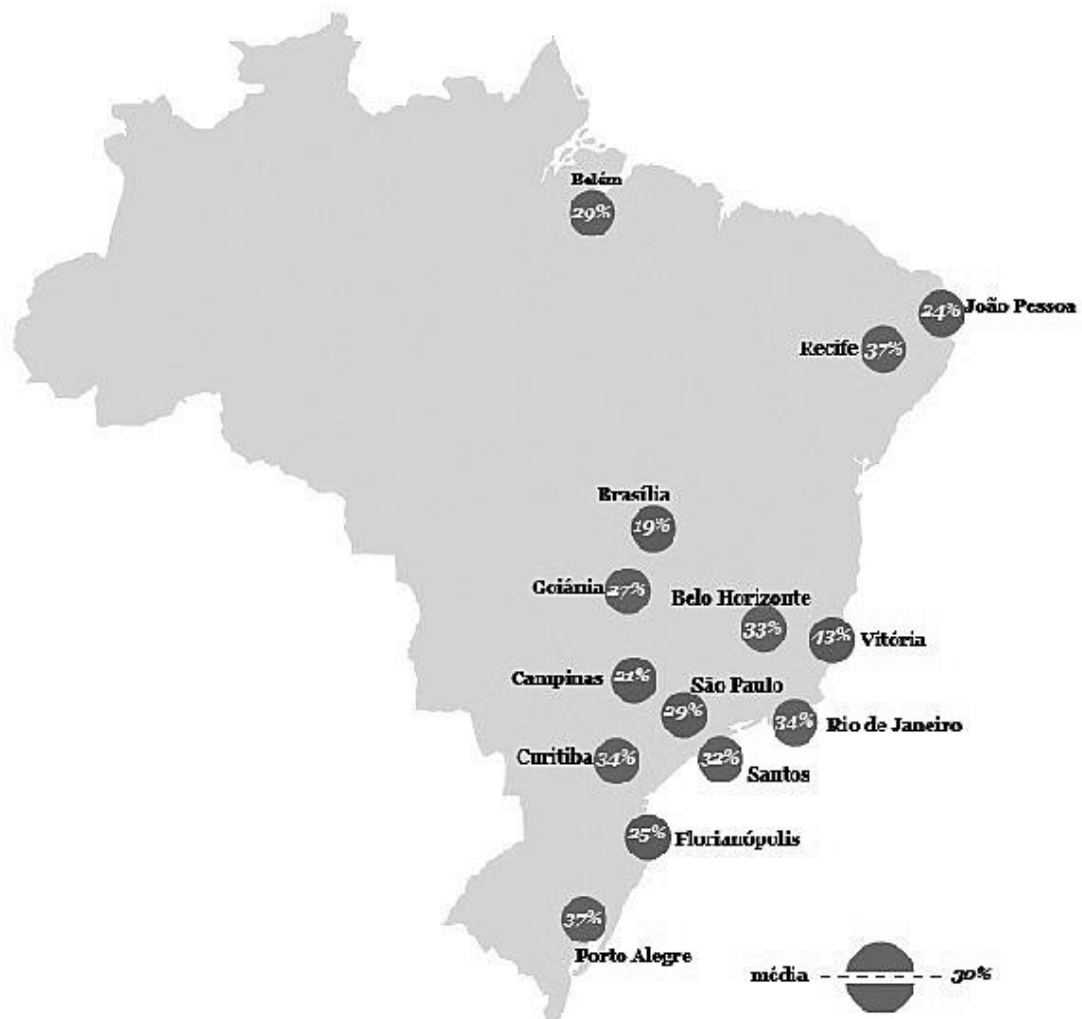 Belém
29%
24% João Pessoa
Recife 37%
Brasília
19%
Goiánia 27%
Belo Horizonte
33%
43% Vitória
Campinas 21%
São Paulo
29%
34% Rio de Janeiro
Curitiba 34%
32%
Santos
25% Florianópolis
37%
Porto Alegre
média 30%